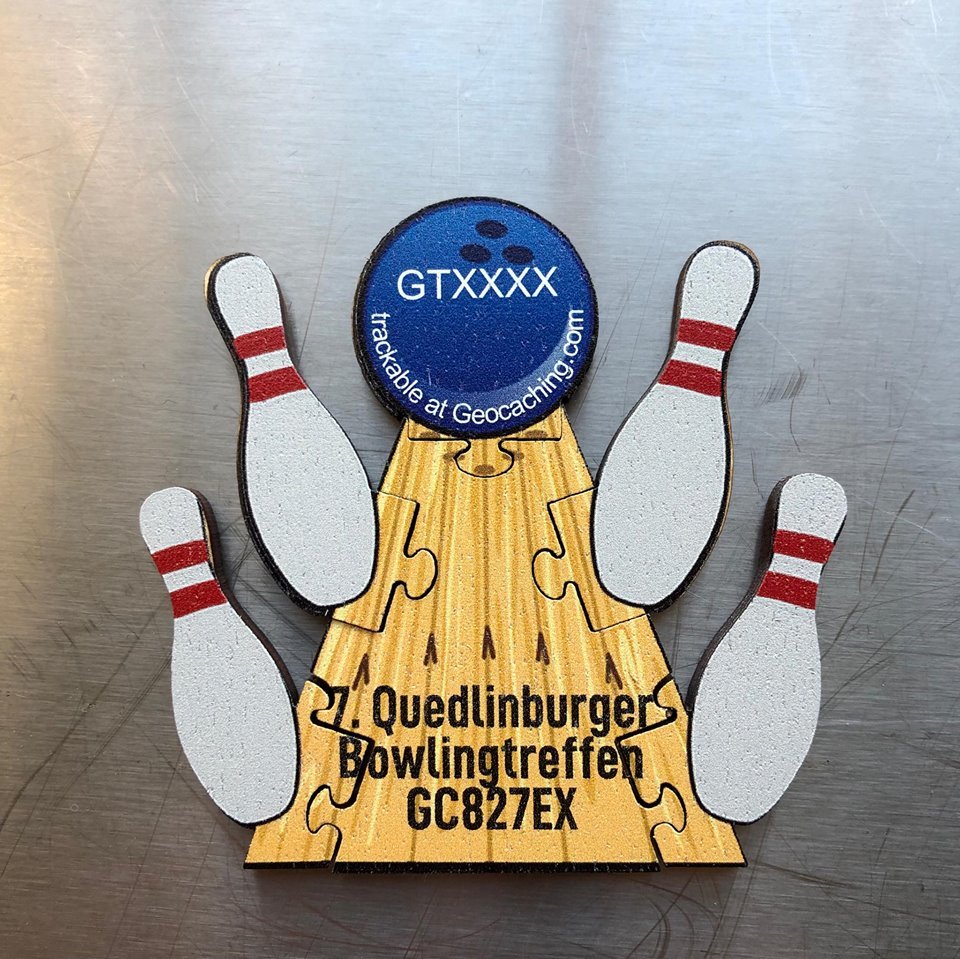 GTXXXX
trackable at Geocaching.com
7. Quedlinburger
Bowlingtreffen
GC827EX